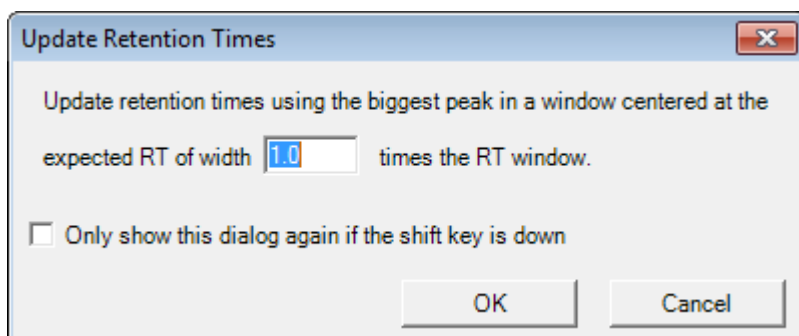 Update Retention Times
Update retention times using the biggest peak in a window centered at the
expected RT of width 1.0 times the RT window.
Only show this dialog again if the shift key is down
OK Cancel